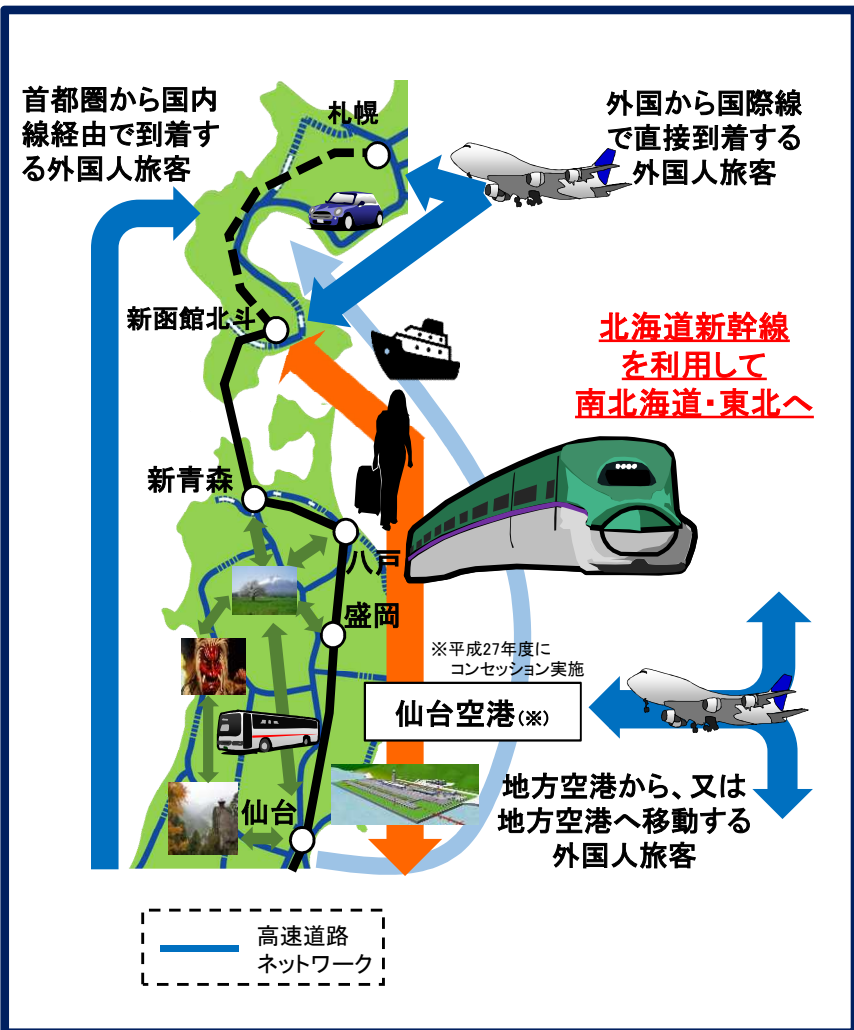 首都圏から国内
線経由で到着す
る外国人旅客
札幌
外国から国際線
で直接到着する
外国人旅客
新函館北斗
北海道新幹線
を利用して
南北海道・東北へ
新青森
八戸
盛岡
※平成27年度に
コンセッション実施
仙台空港(※)
仙台
地方空港から、又は
地方空港へ移動する
外国人旅客
高速道路
ネットワーク